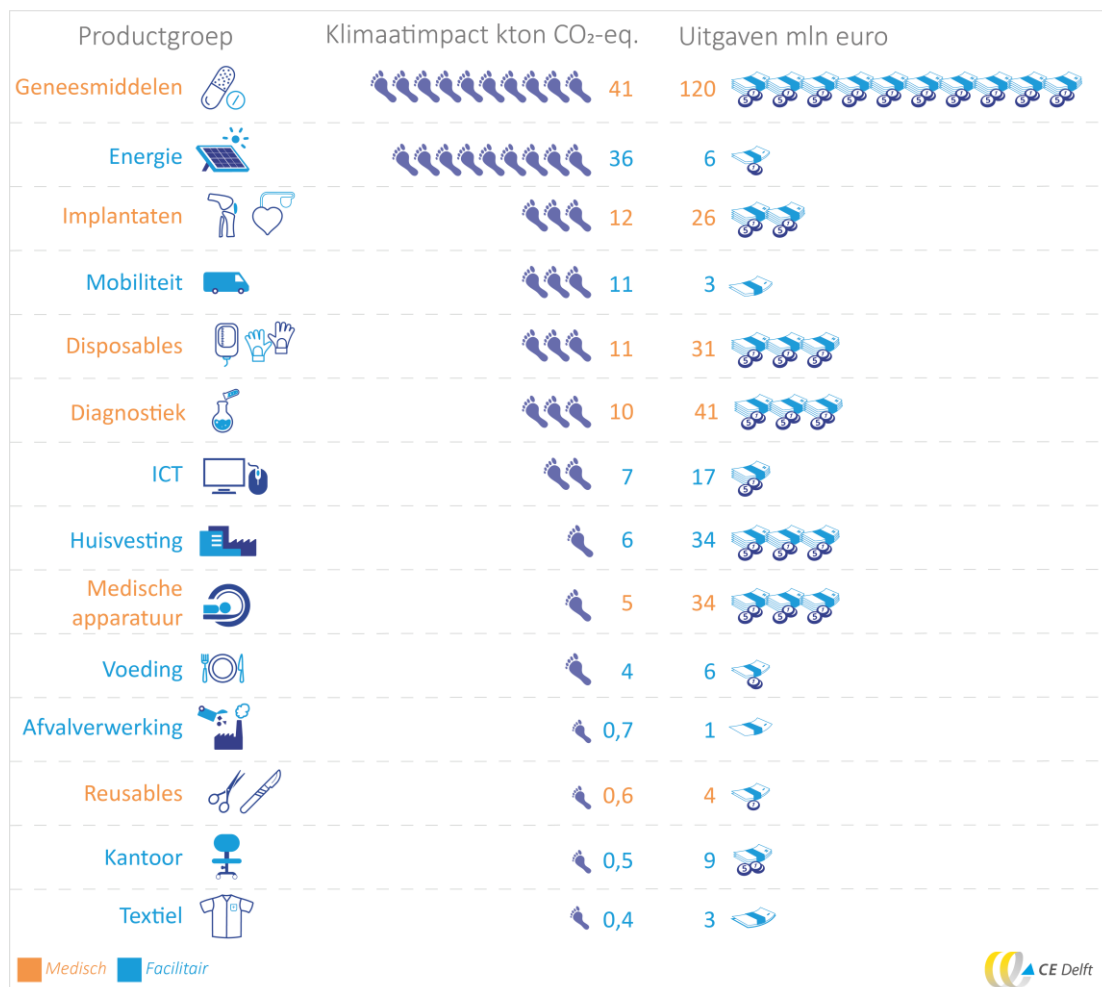 Productgroep Klimaatimpact kton CO₂-eq. Uitgaven mln euro
Geneesmiddelen 41 120
Energie 36 6
Implantaten 12 26
Mobiliteit 11 3
Disposables 11 31
Diagnostiek 10 41
ICT 7 17
Huisvesting 6 34
Medische
apparatuur 5 34
Voeding 4 6
Afvalverwerking 0,7 1
Reusables 0,6 4
Kantoor 0,5 9
Textiel 0,4 3
Medisch Facilitair CE Delft